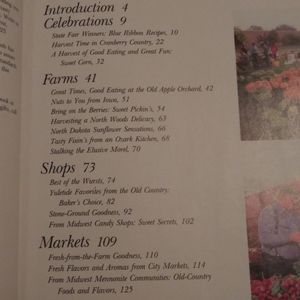 Introduction 4
Celebrations 9
State Fair Winners: Blue Ribbon Recipes, 10
Harvest Time in Cranberry Country, 22
A Harvest of Good Eating and Great Fun:
Sweet Corn, 32
Farms 41
Great Times, Good Eating at the Old Apple Orchard, 42
Nuts to You from Iowa, 51
Bring on the Berries: Sweet Pickin's, 54
Harvesting a North Woods Delicacy, 63
North Dakota Sunflower Sensations, 66
Tasty Fixin's from an Ozark Kitchen, 68
Stalking the Elusive Morel, 70
Shops 73
Best of the Wursts, 74
Yuletide Favorites from the Old Country:
Baker's Choice, 82
Stone-Ground Goodness, 92
From Midwest Candy Shops: Sweet Secrets, 102
Markets 109
Fresh-from-the-Farm Goodness, 110
Fresh Flavors and Aromas from City Markets, 114
From Midwest Mennonite Communities: Old-Country
Foods and Flavors, 125